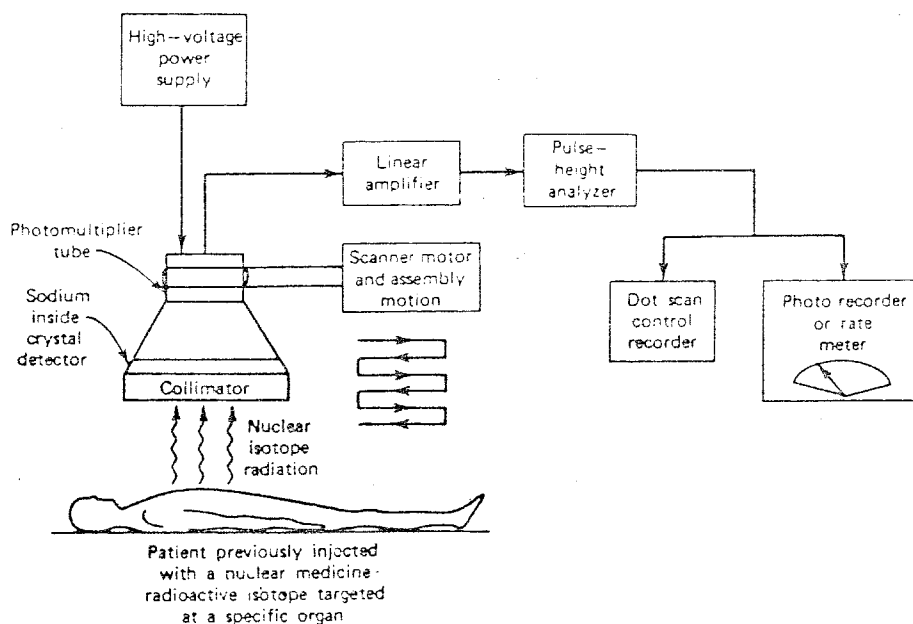 High-voltage
power
supply
Linear
amplifier
Pulse-
height
analyzer
Photomultiplier
tube
Scanner motor
and assembly
motion
Sodium
inside
crystal
detector
Dot scan
control
recorder
Photo recorder
or rate
meter
Collimator
Nuclear
isotope
radiation
Patient previously injected
with a nuclear medicine-
radioactive isotope targeted
at a specific organ